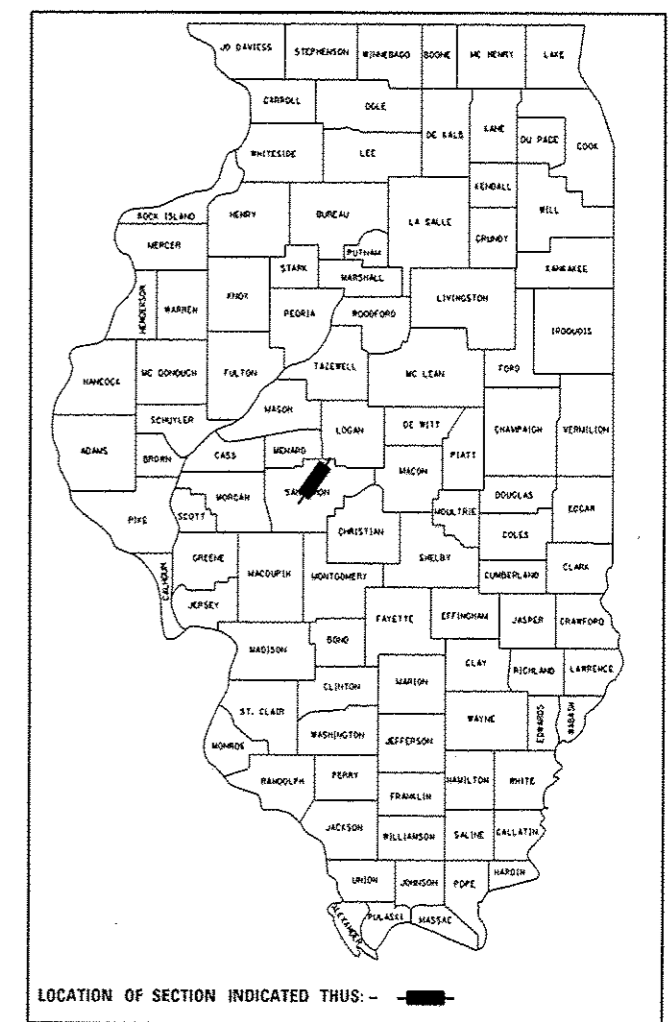 JO DAVIESS STEPHENSON WINNEBAGO BOONE MC HENRY LAKE
CARROLL OGLE
DE KALB KANE DU PAGE COOK
WHITESIDE LEE
KENDALL
ROCK ISLAND HENRY BUREAU LA SALLE WILL
MERCER PUTNAM GRUNDY
STARK MARSHALL KANKAKEE
HENDERSON WARREN KNOX PEORIA WOODFORD LIVINGSTON IROQUOIS
HANCOCK MC DONOUGH FULTON TAZEWELL MC LEAN FORD
MASON
SCHUYLER LOGAN DE WITT CHAMPAIGN VERMILION
ADAMS BROWN CASS MENARD MACON PIATT
MORGAN DOUGLAS
PIKE SCOTT CHRISTIAN MOULTRIE EDGAR
COLES
GREENE MACOUPIN MONTGOMERY SHELBY CUMBERLAND CLARK
CALHOUN JERSEY
FAYETTE EFFINGHAM JASPER CRAWFORD
MADISON BOND
CLAY RICHLAND LAWRENCE
CLINTON MARION
ST. CLAIR WAYNE EDWARDS WABASH
WASHINGTON JEFFERSON
MONROE
RANDOLPH PERRY HAMILTON WHITE
FRANKLIN
JACKSON WILLIAMSON SALINE GALLATIN
UNION JOHNSON POPE HARDIN
ALEXANDER PULASKI MASSAC
LOCATION OF SECTION INDICATED THUS: -